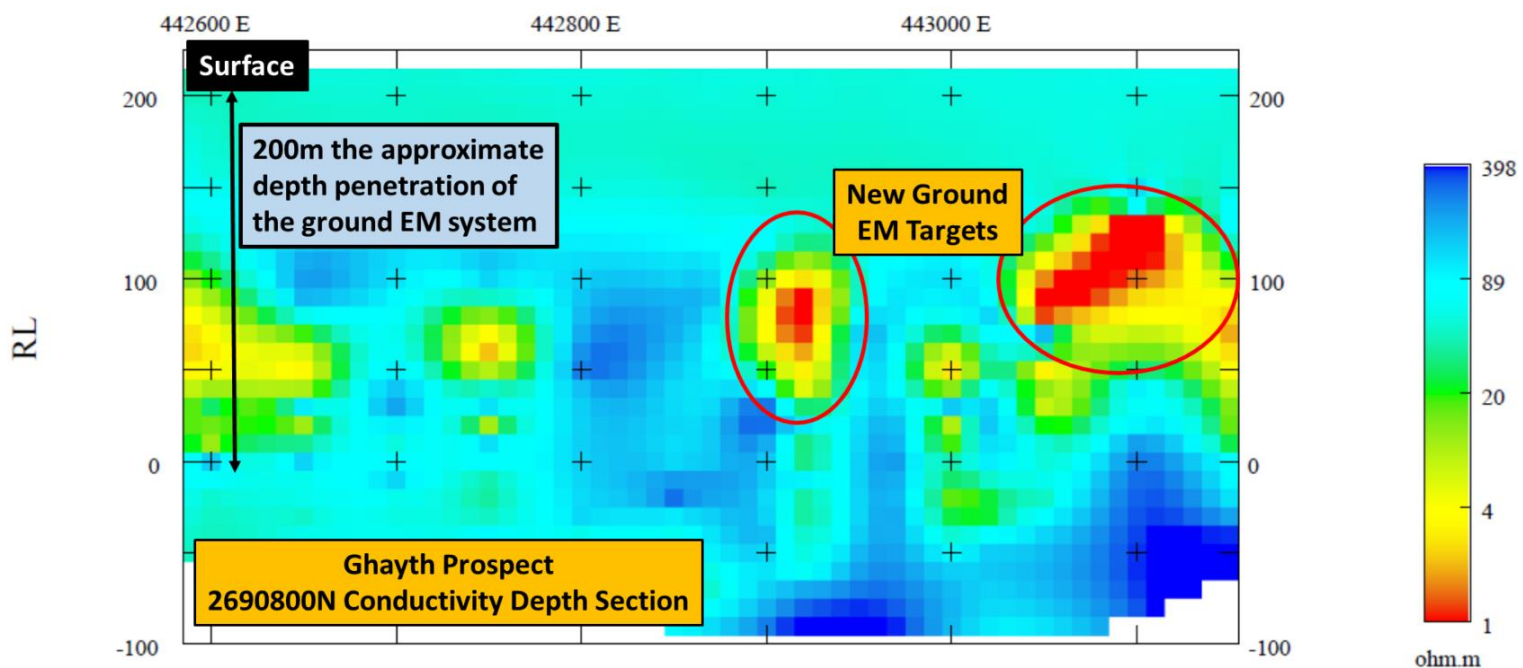 442600 E
442800 E
443000 E
Surface
200
200
200m the approximate
depth penetration of
the ground EM system
New Ground
EM Targets
398
100
100
89
RL
20
0
0
4
Ghayth Prospect
2690800N Conductivity Depth Section
-100
-100
1
ohm.m